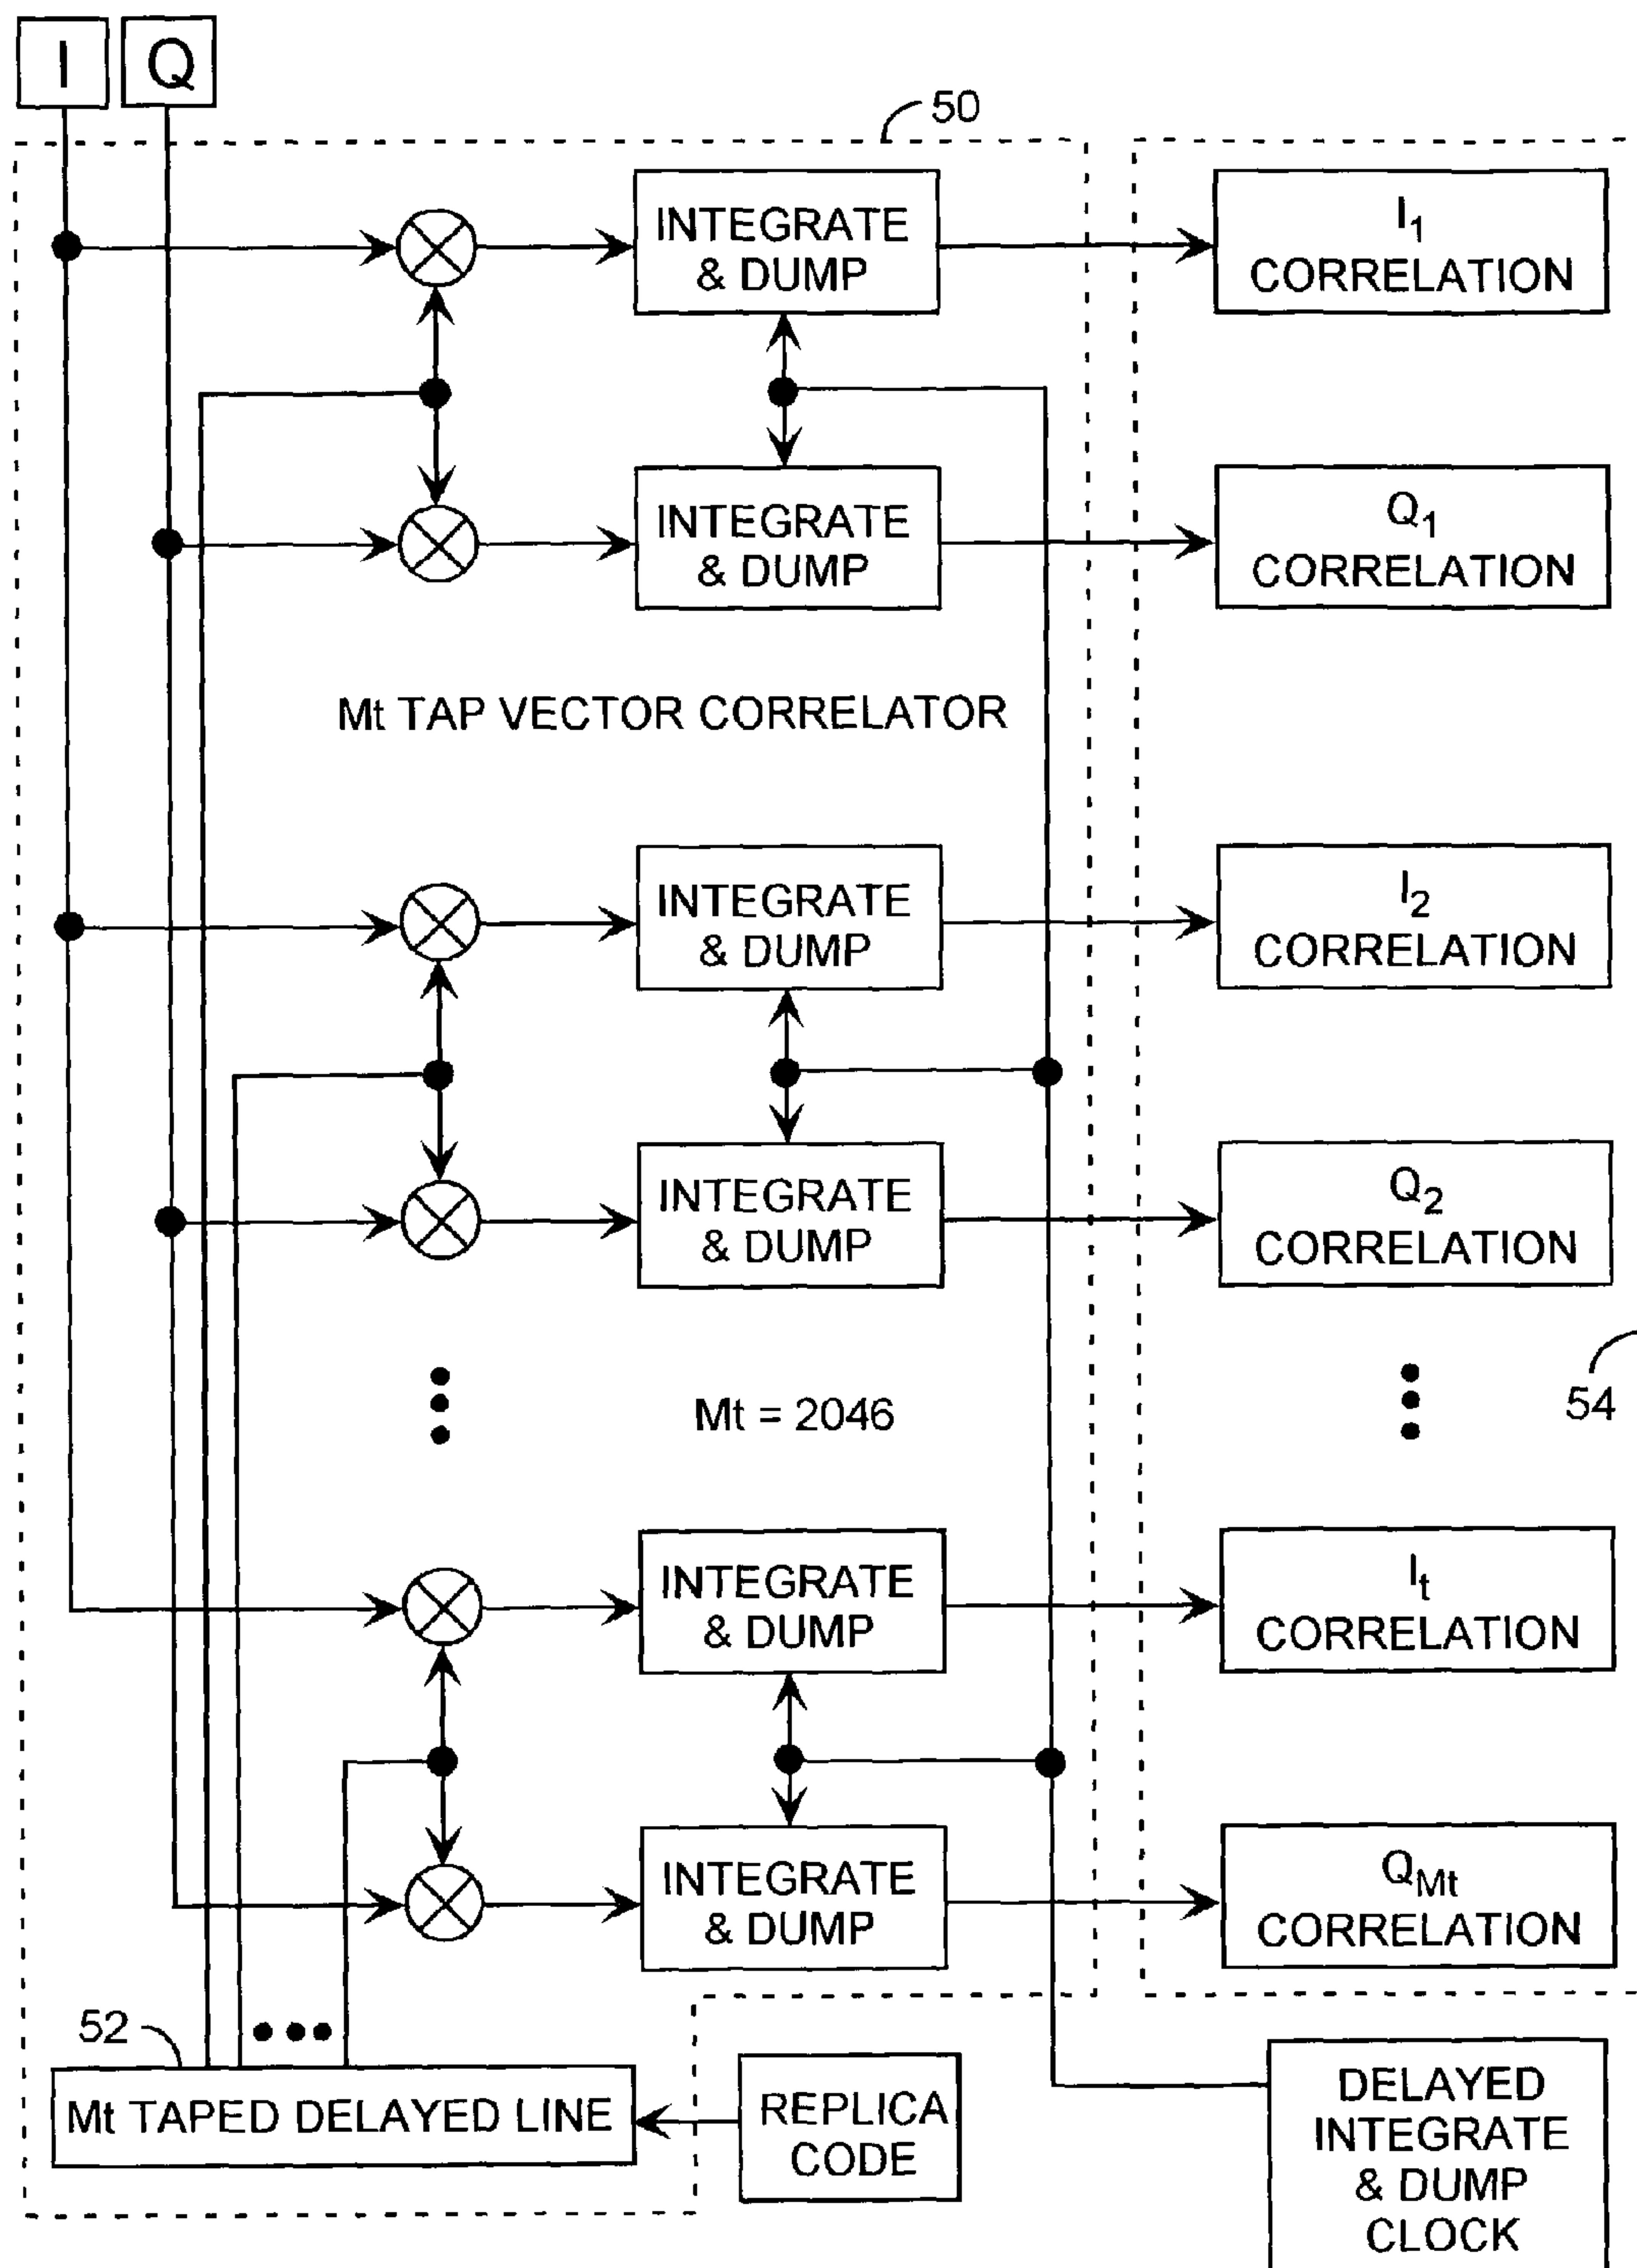 I
Q
50
INTEGRATE
& DUMP
I1
CORRELATION
INTEGRATE
& DUMP
Q1
CORRELATION
Mt TAP VECTOR CORRELATOR
INTEGRATE
& DUMP
I2
CORRELATION
INTEGRATE
& DUMP
Q2
CORRELATION
Mt = 2046
54
INTEGRATE
& DUMP
It
CORRELATION
INTEGRATE
& DUMP
QMt
CORRELATION
52
Mt TAPED DELAYED LINE
REPLICA
CODE
DELAYED
INTEGRATE
& DUMP
CLOCK